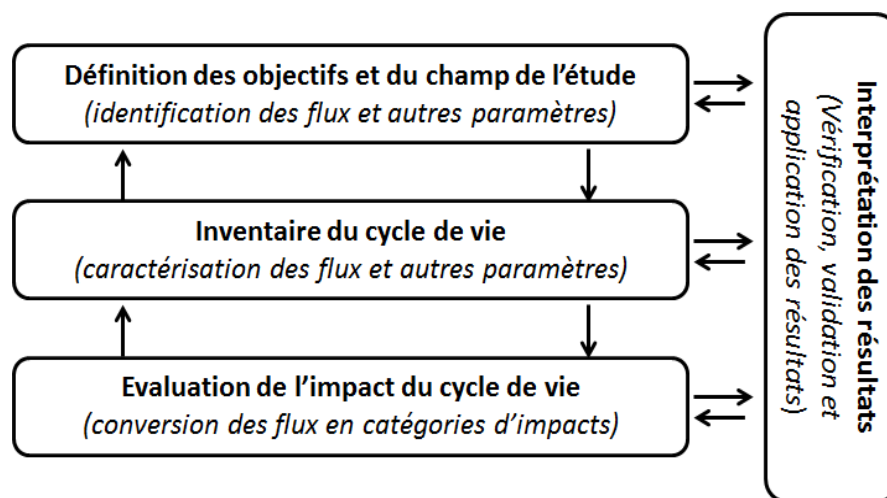 Définition des objectifs et du champ de l’étude
(identification des flux et autres paramètres)
Inventaire du cycle de vie
(caractérisation des flux et autres paramètres)
Evaluation de l’impact du cycle de vie
(conversion des flux en catégories d’impacts)
Interprétation des résultats
(Vérification, validation et
application des résultats)